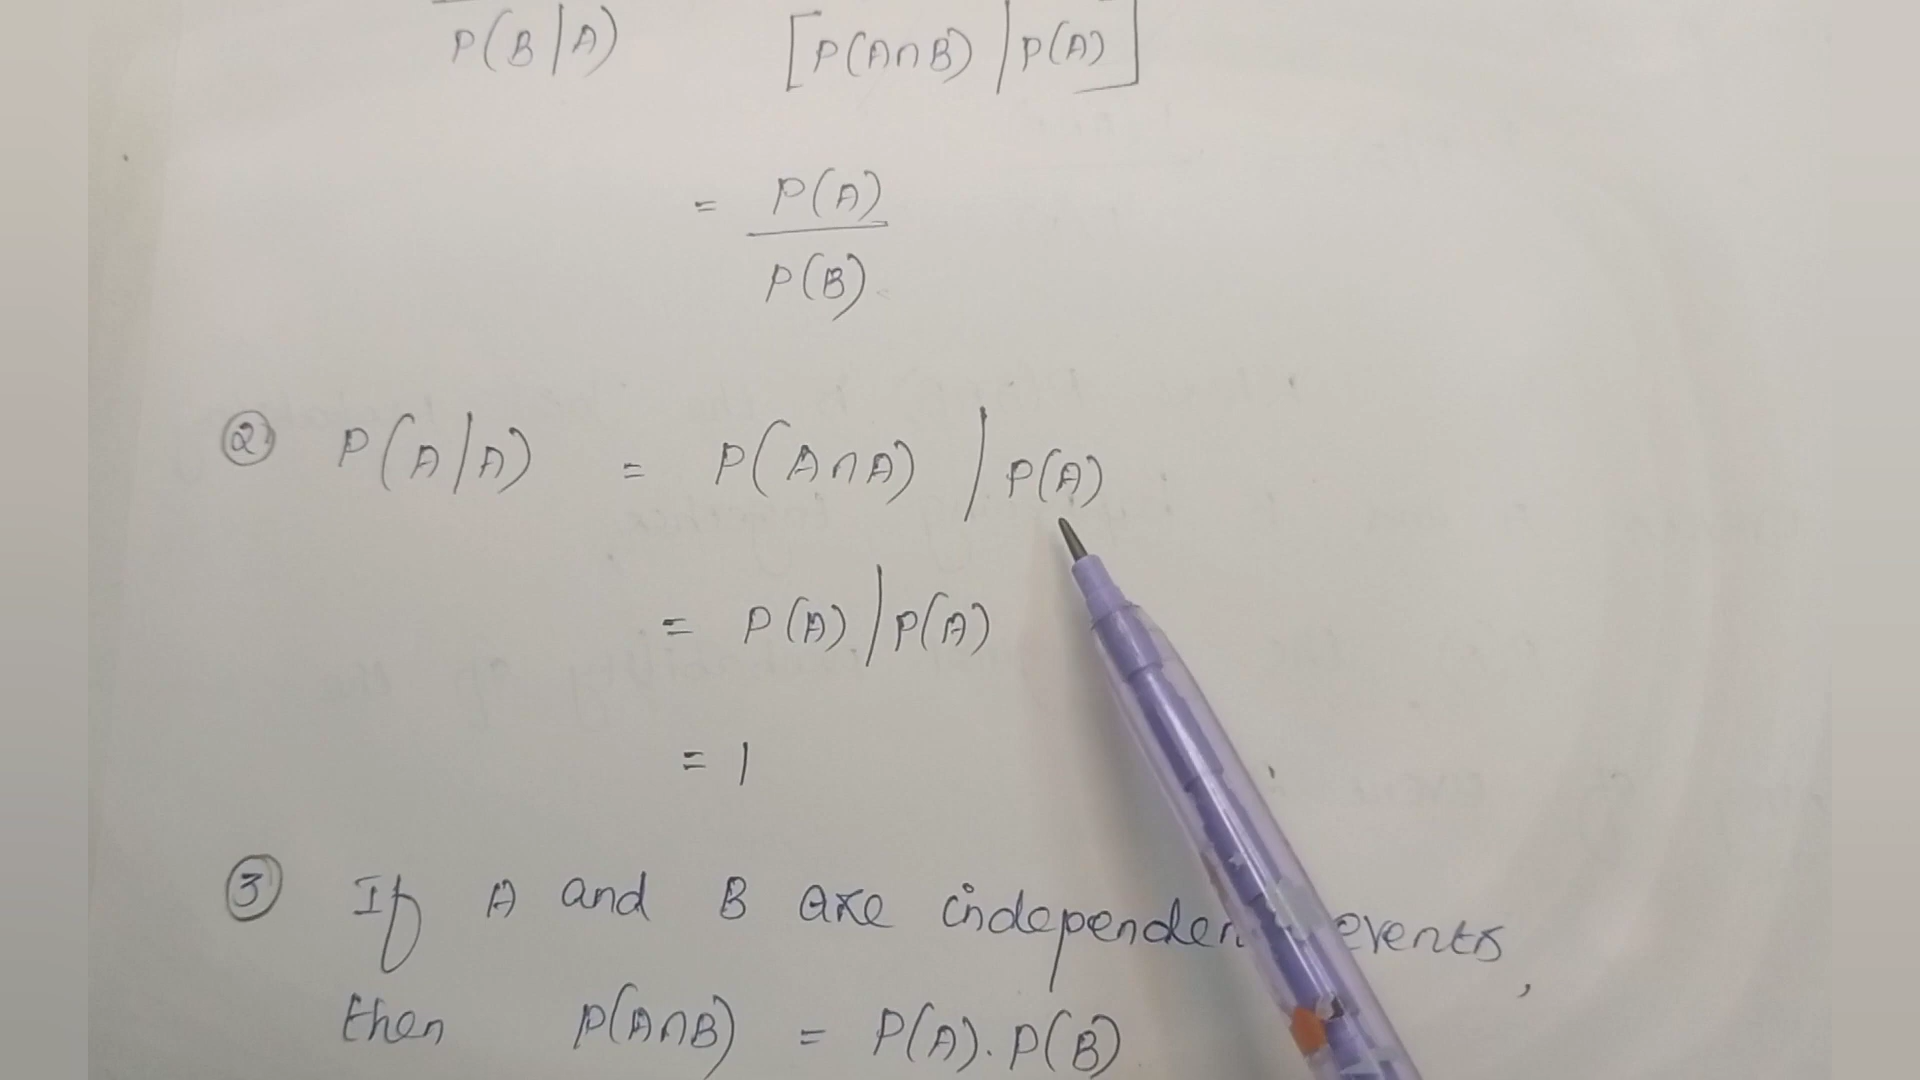 P(B|A) [P(A∩B) | P(A)]
= P(A)
P(B)
② P(A|A) = P(A∩A) | P(A)
= P(A) | P(A)
= 1
③ If A and B are independen events,
then P(A∩B) = P(A). P(B)